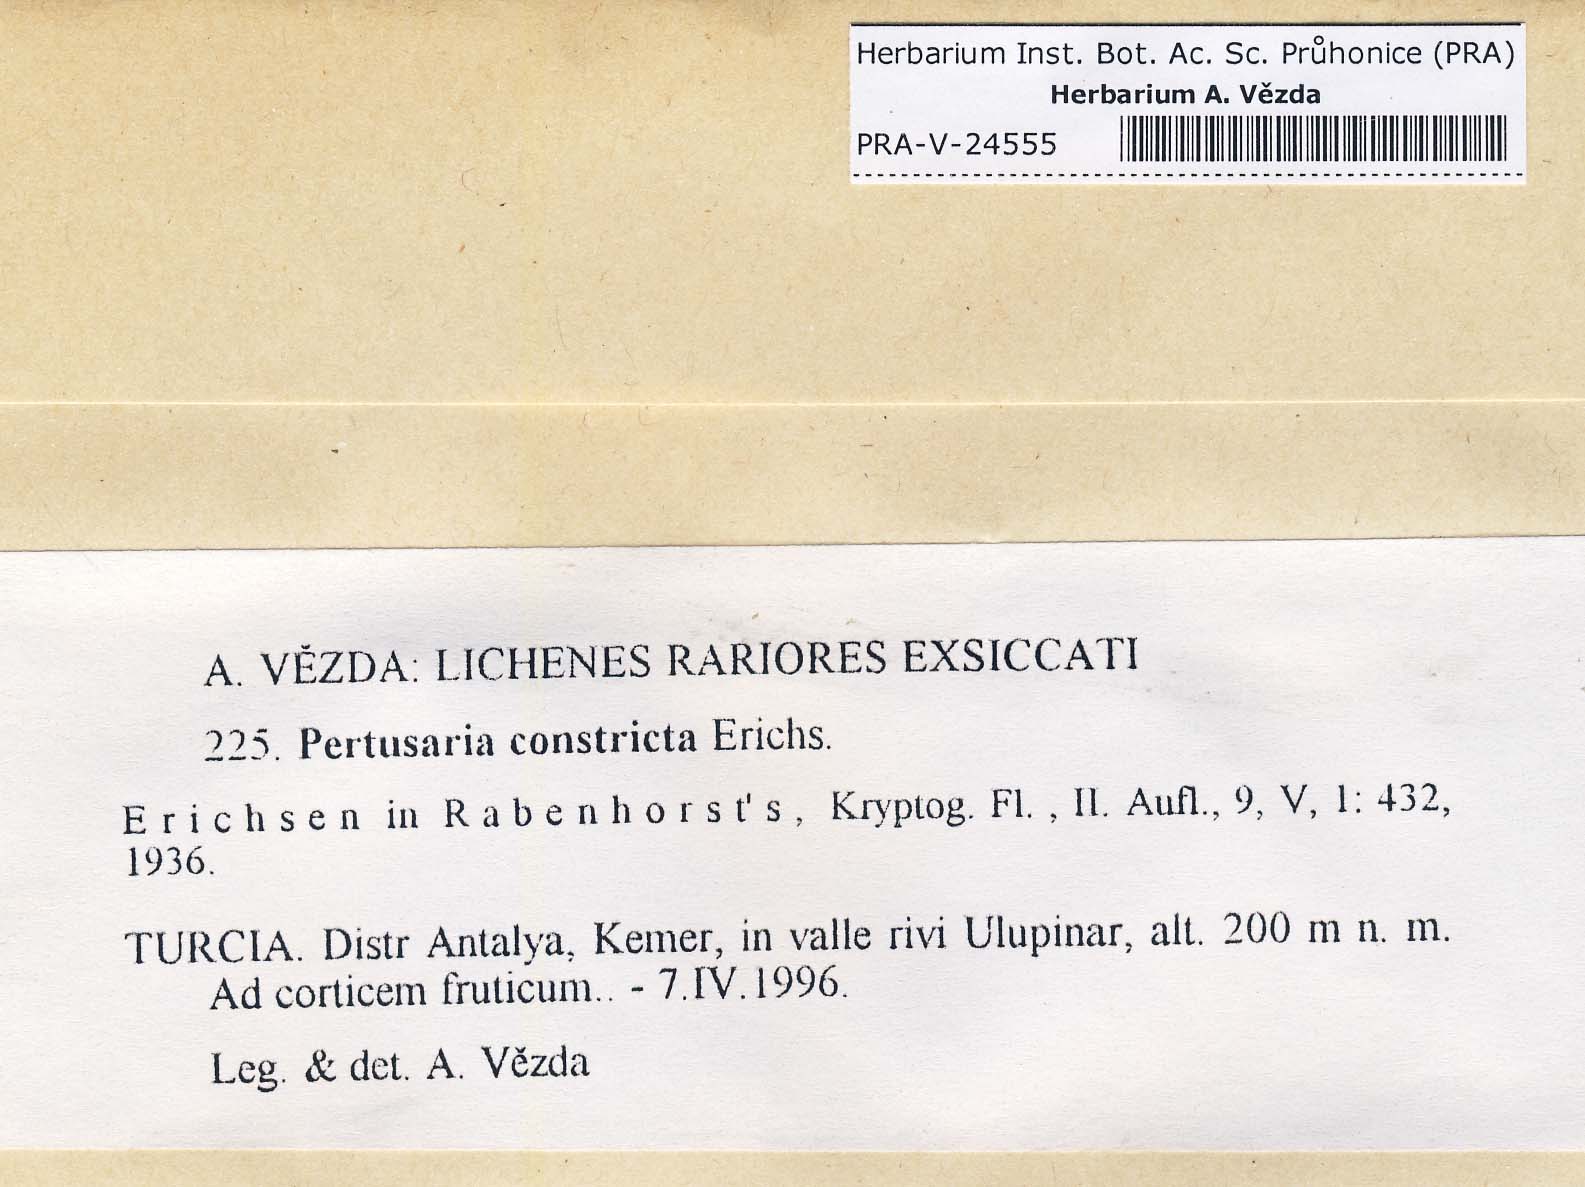 Herbarium Inst. Bot. Ac. Sc. Průhonice (PRA)
Herbarium A. Vězda
PRA-V-24555
A. VĚZDA: LICHENES RARIORES EXSICCATI
225. Pertusaria constricta Erichs.
E r i c h s e n in R a b e n h o r s t's, Kryptog. Fl. , II. Aufl., 9, V, 1: 432,
1936.
TURCIA. Distr Antalya, Kemer, in valle rivi Ulupinar, alt. 200 m n. m.
Ad corticem fruticum.. - 7.IV.1996.
Leg. & det. A. Vězda